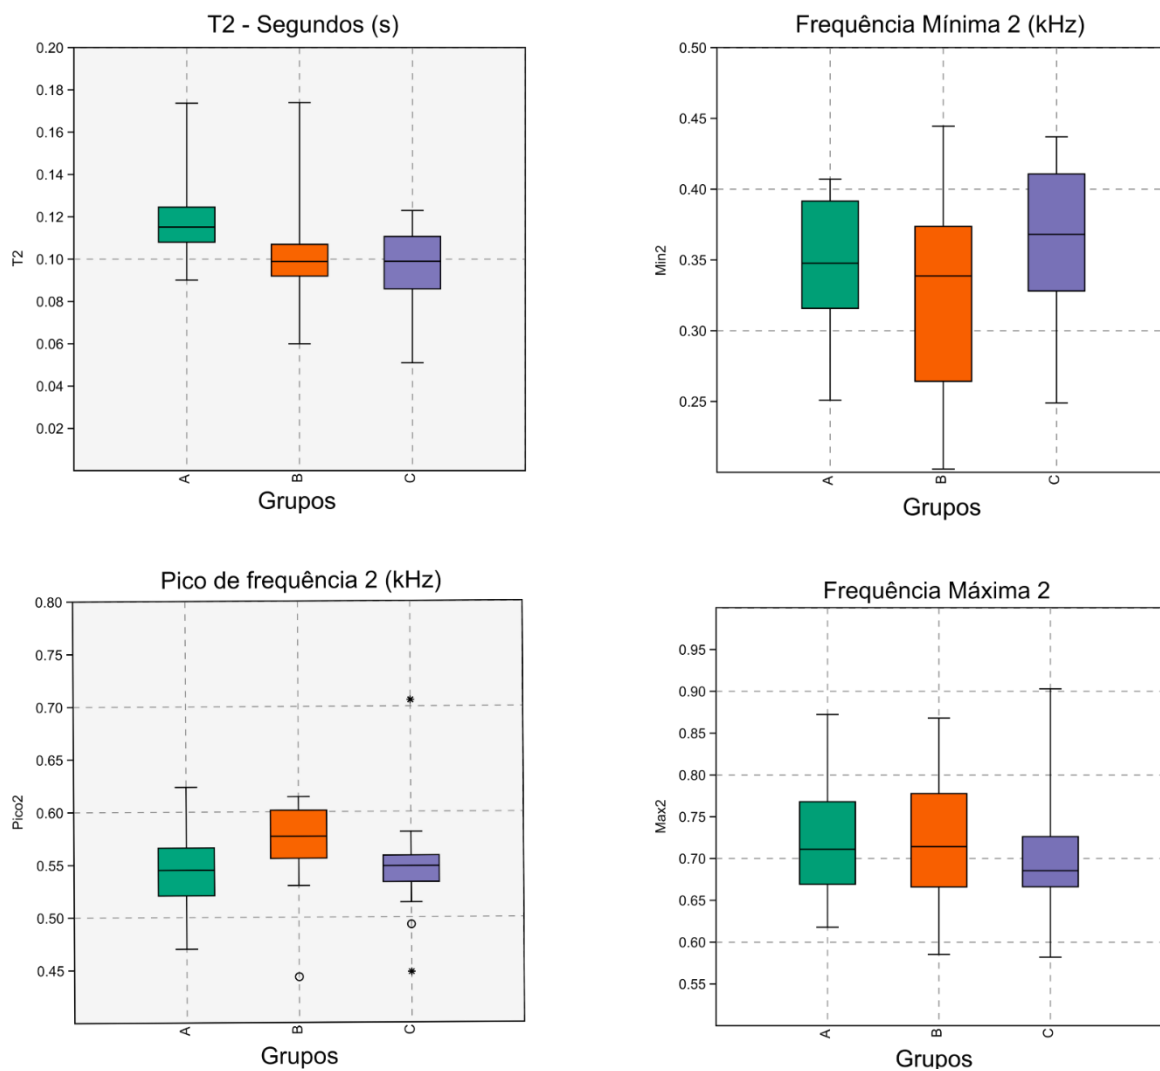 T2 - Segundos (s)
0.20
0.18
0.16
0.14
0.12
0.10
0.08
0.06
0.04
0.02
T2
A
B
C
Grupos
Frequência Mínima 2 (kHz)
0.50
0.45
0.40
0.35
0.30
0.25
Min2
A
B
C
Grupos
Pico de frequência 2 (kHz)
0.80
0.75
0.70
0.65
0.60
0.55
0.50
0.45
Pico2
A
B
C
Grupos
Frequência Máxima 2
0.95
0.90
0.85
0.80
0.75
0.70
0.65
0.60
0.55
Max2
A
B
C
Grupos